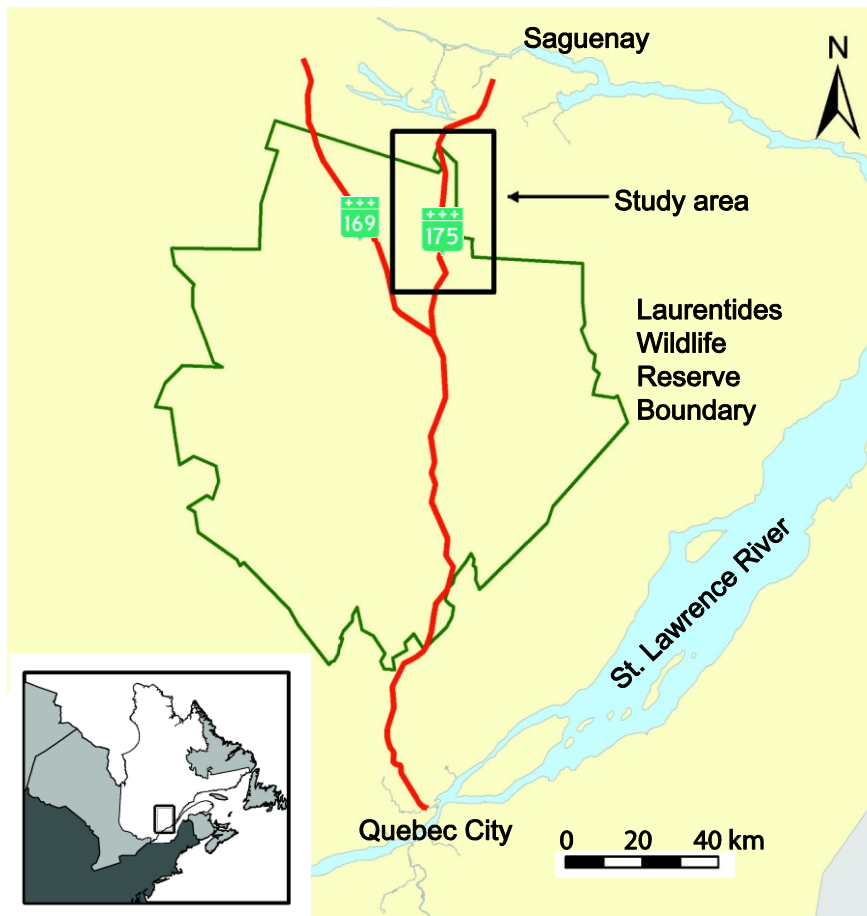 Saguenay
N
Study area
169
175
Laurentides
Wildlife
Reserve
Boundary
St. Lawrence River
Quebec City
0 20 40 km